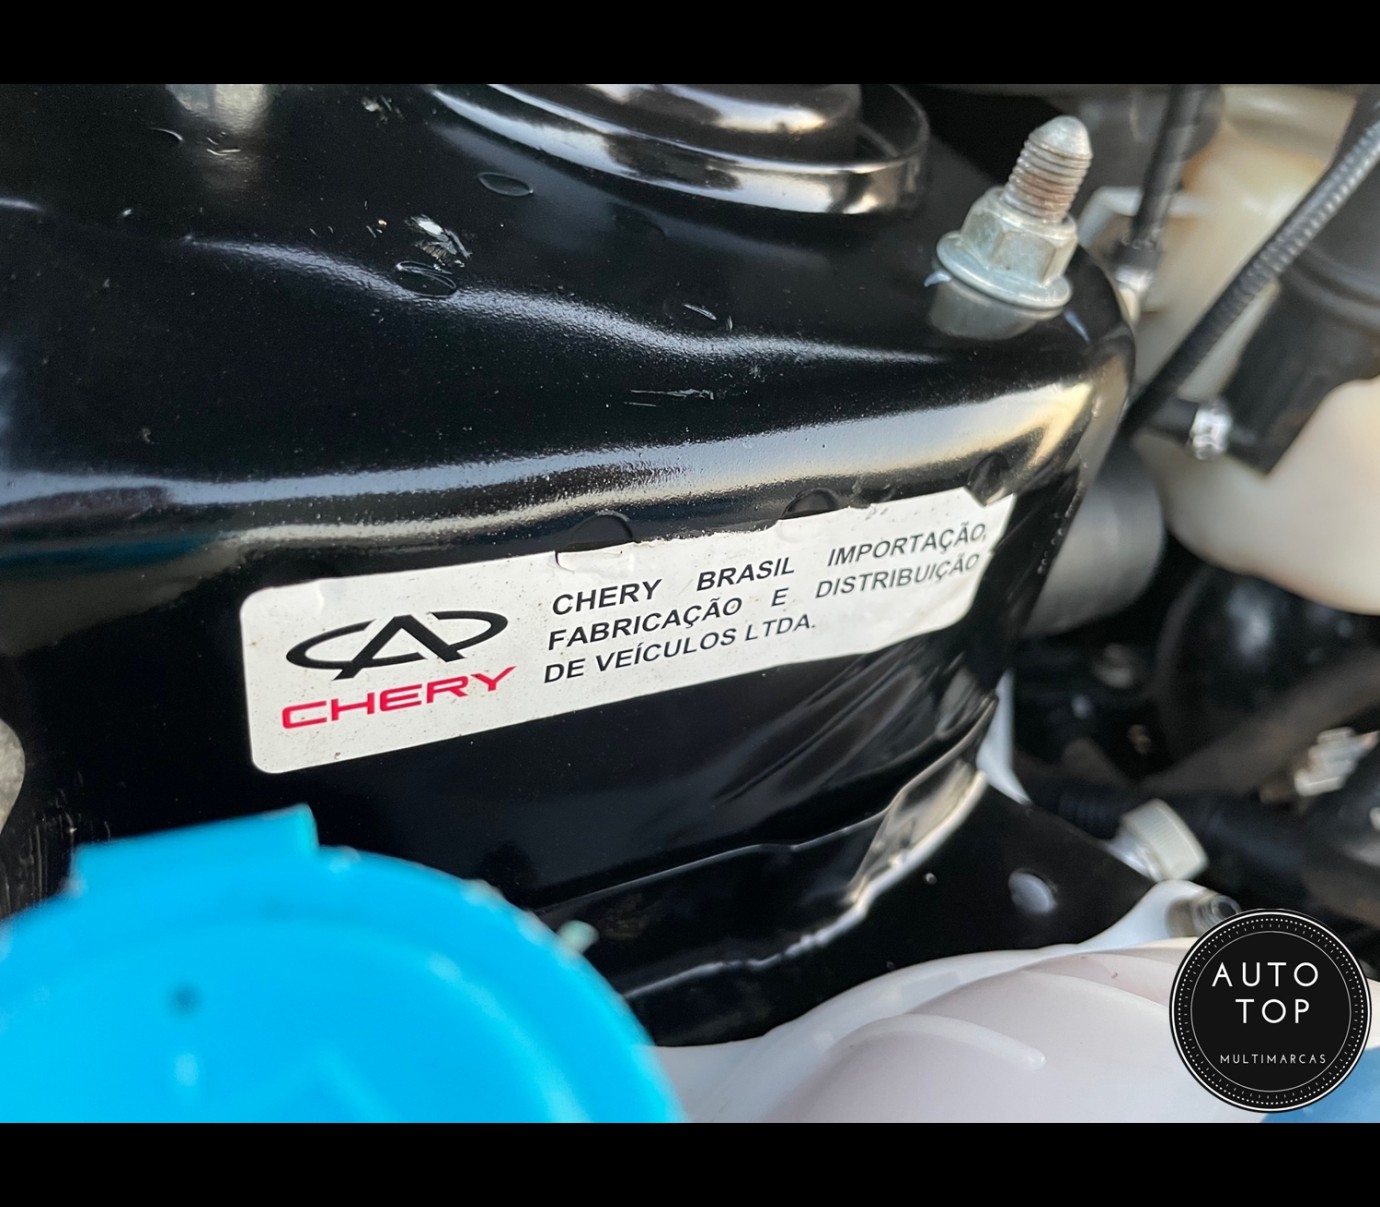 CHERY
CHERY BRASIL IMPORTAÇÃO,
FABRICAÇÃO E DISTRIBUIÇÃO
DE VEÍCULOS LTDA.
AUTO
TOP
MULTIMARCAS